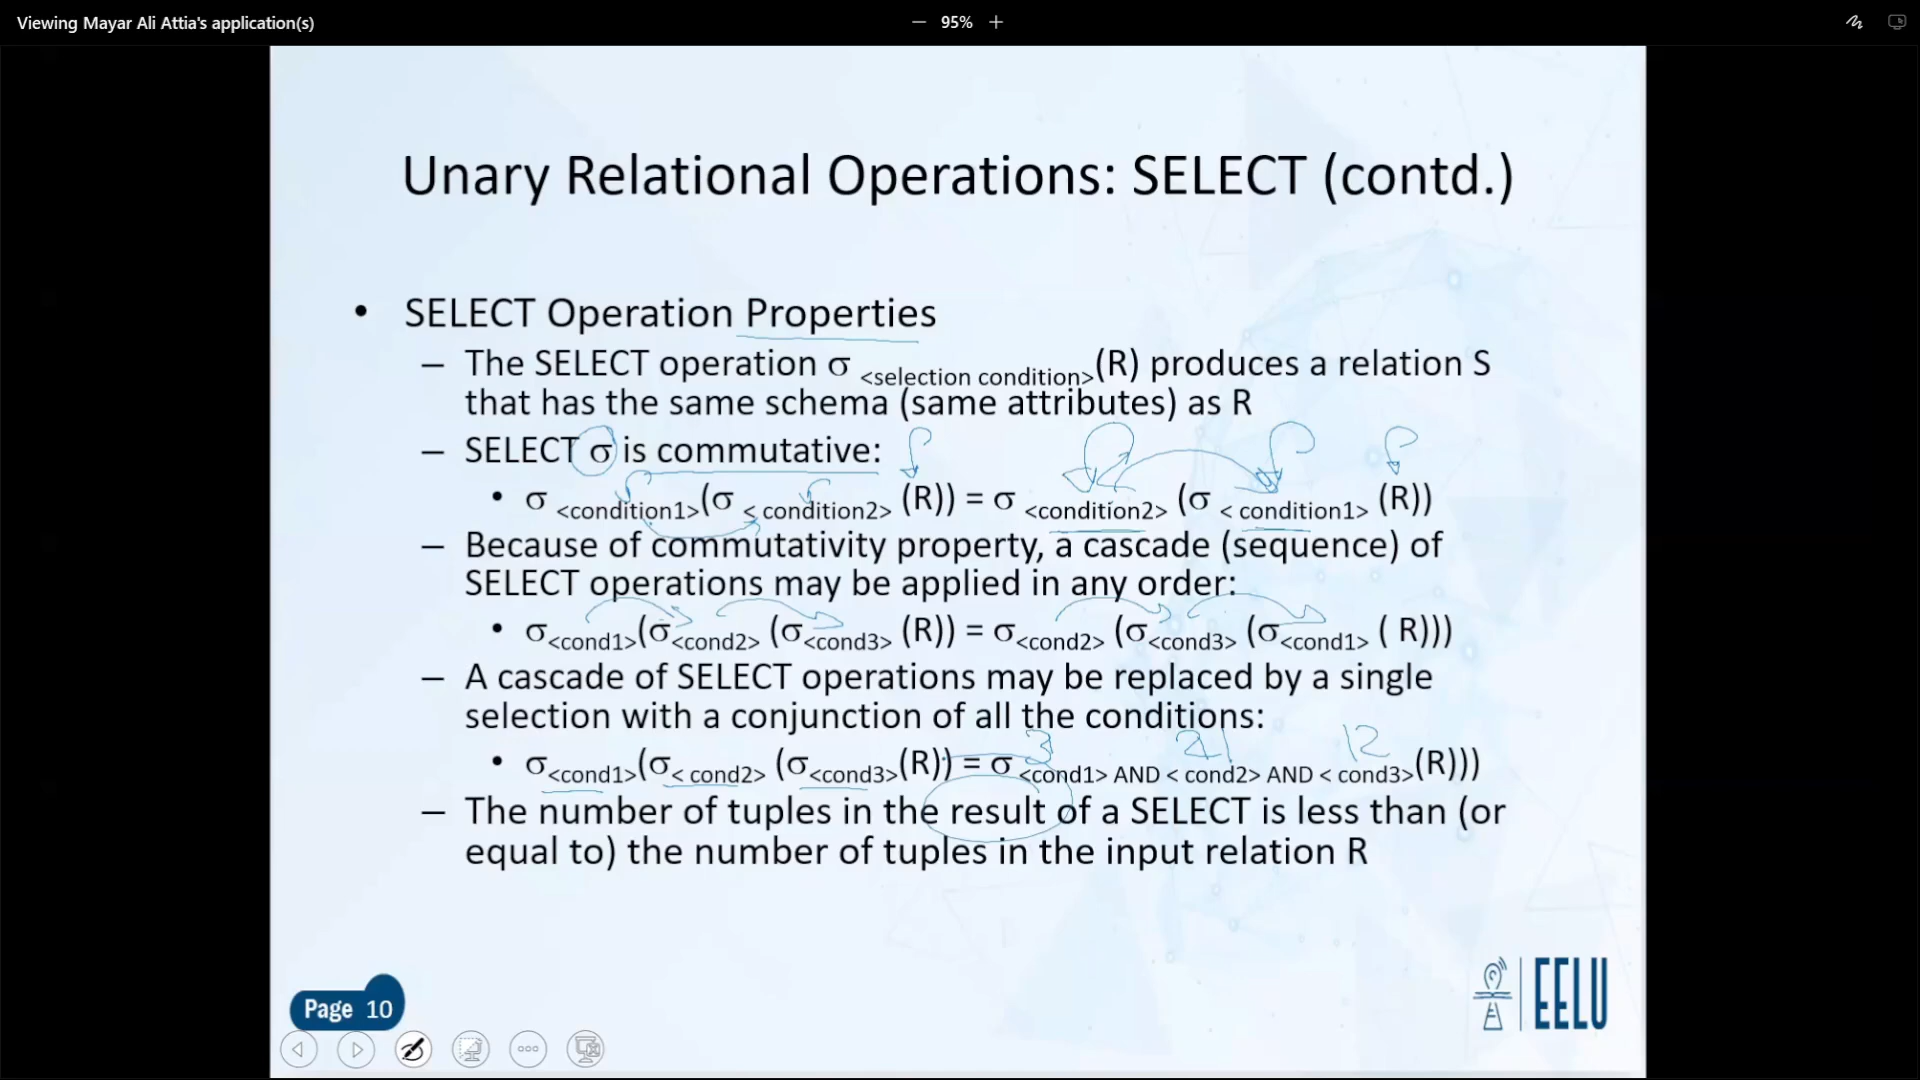 Viewing Mayar Ali Attia's application(s)
95%
Unary Relational Operations: SELECT (contd.)
• SELECT Operation Properties
– The SELECT operation σ <selection condition>(R) produces a relation S
that has the same schema (same attributes) as R
– SELECT σ is commutative:
• σ <condition1>(σ < condition2> (R)) = σ <condition2> (σ < condition1> (R))
– Because of commutativity property, a cascade (sequence) of
SELECT operations may be applied in any order:
• σ<cond1>(σ<cond2> (σ<cond3> (R)) = σ<cond2> (σ<cond3> (σ<cond1> ( R)))
– A cascade of SELECT operations may be replaced by a single
selection with a conjunction of all the conditions:
3 21 12
• σ<cond1>(σ< cond2> (σ<cond3>(R)) = σ <cond1> AND < cond2> AND < cond3>(R)))
– The number of tuples in the result of a SELECT is less than (or
equal to) the number of tuples in the input relation R
Page 10
EELU